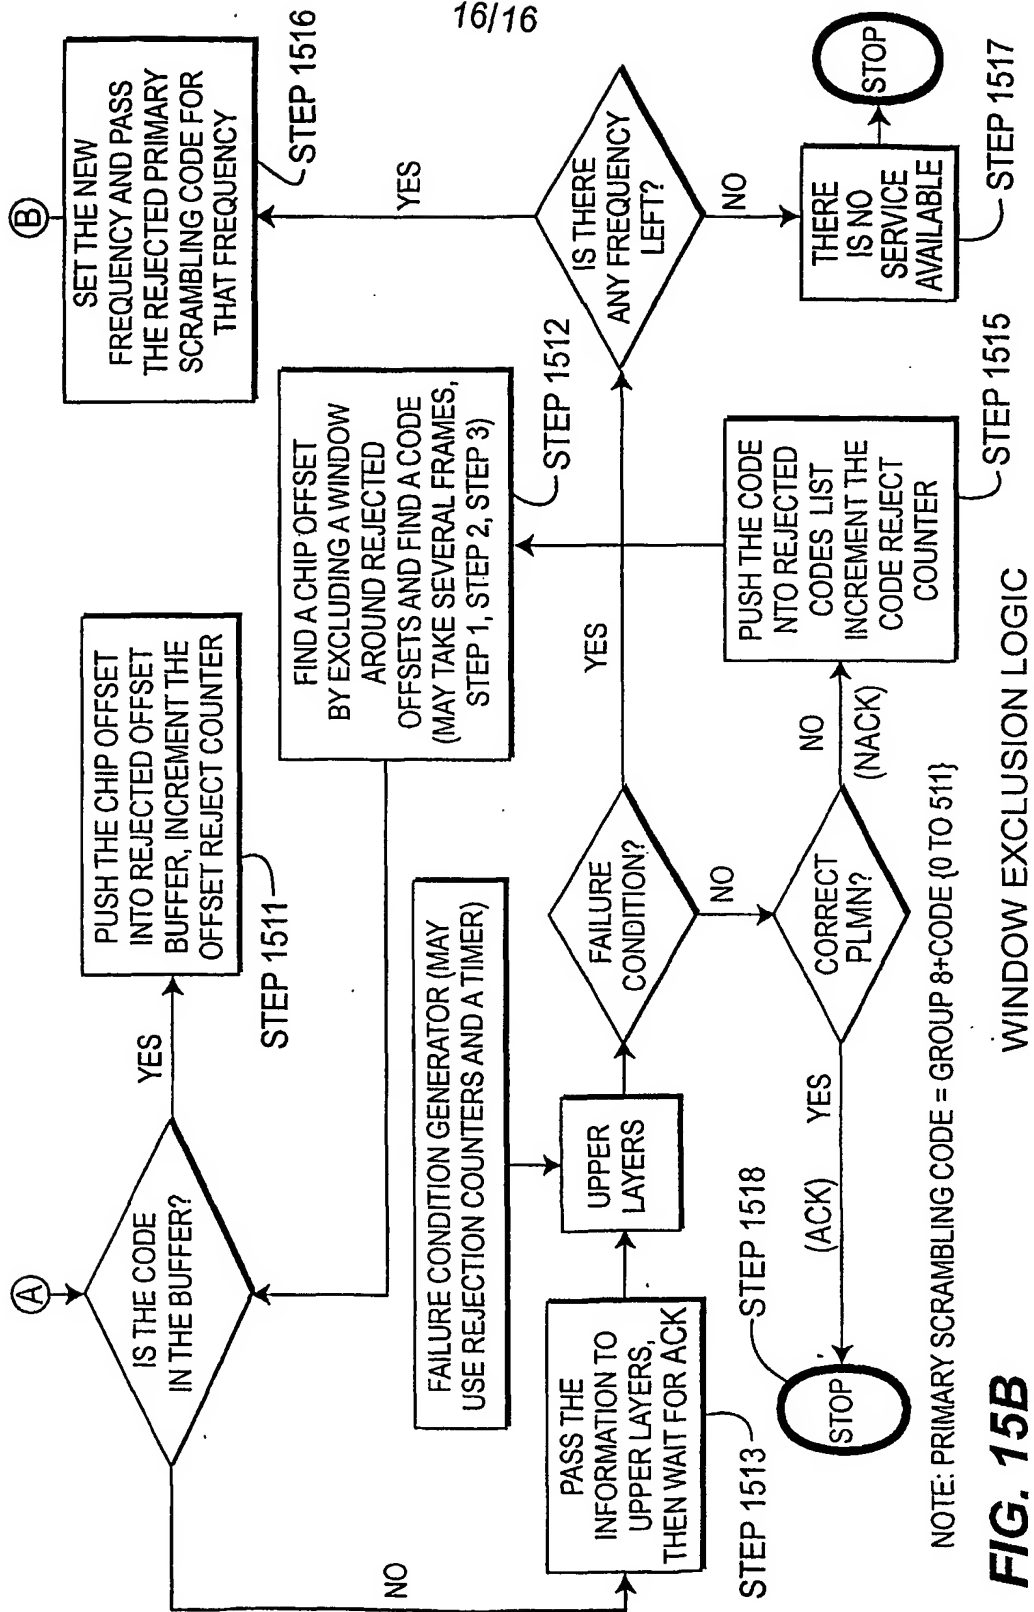 16/16
A
IS THE CODE
IN THE BUFFER?
YES
NO
PUSH THE CHIP OFFSET
INTO REJECTED OFFSET
BUFFER, INCREMENT THE
OFFSET REJECT COUNTER
STEP 1511
B
SET THE NEW
FREQUENCY AND PASS
THE REJECTED PRIMARY
SCRAMBLING CODE FOR
THAT FREQUENCY
STEP 1516
FIND A CHIP OFFSET
BY EXCLUDING A WINDOW
AROUND REJECTED
OFFSETS AND FIND A CODE
(MAY TAKE SEVERAL FRAMES,
STEP 1, STEP 2, STEP 3)
STEP 1512
FAILURE CONDITION GENERATOR (MAY
USE REJECTION COUNTERS AND A TIMER)
PASS THE
INFORMATION TO
UPPER LAYERS,
THEN WAIT FOR ACK
STEP 1513
UPPER
LAYERS
FAILURE
CONDITION?
YES
NO
IS THERE
ANY FREQUENCY
LEFT?
YES
NO
THERE
IS NO
SERVICE
AVAILABLE
STEP 1517
STOP
CORRECT
PLMN?
YES
(ACK)
NO
(NACK)
PUSH THE CODE
NTO REJECTED
CODES LIST
INCREMENT THE
CODE REJECT
COUNTER
STEP 1515
STOP
STEP 1518
NOTE: PRIMARY SCRAMBLING CODE = GROUP 8+CODE {0 TO 511}
WINDOW EXCLUSION LOGIC
FIG. 15B